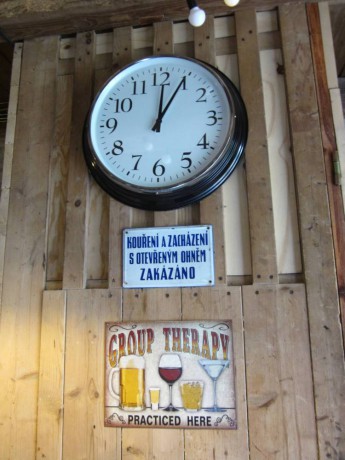 12
1
2
3
4
5
6
7
8
9
10
11
KOUŘENÍ A ZACHÁZENÍ
S OTEVŘENÝM OHNĚM
ZAKÁZÁNO
GROUP THERAPY
PRACTICED HERE